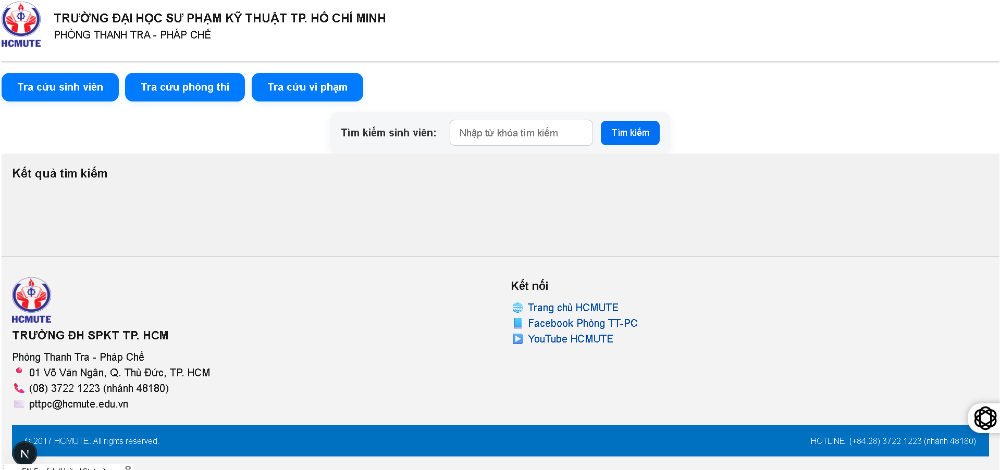 HCMUTE
TRƯỜNG ĐẠI HỌC SƯ PHẠM KỸ THUẬT TP. HỒ CHÍ MINH
PHÒNG THANH TRA - PHÁP CHẾ
Tra cứu sinh viên
Tra cứu phòng thi
Tra cứu vi phạm
Tìm kiếm sinh viên:
Nhập từ khóa tìm kiếm
Tìm kiếm
Kết quả tìm kiếm
HCMUTE
TRƯỜNG ĐH SPKT TP. HCM
Phòng Thanh Tra - Pháp Chế
01 Võ Văn Ngân, Q. Thủ Đức, TP. HCM
(08) 3722 1223 (nhánh 48180)
pttpc@hcmute.edu.vn
Kết nối
Trang chủ HCMUTE
Facebook Phòng TT-PC
YouTube HCMUTE
© 2017 HCMUTE. All rights reserved.
HOTLINE: (+84.28) 3722 1223 (nhánh 48180)
N